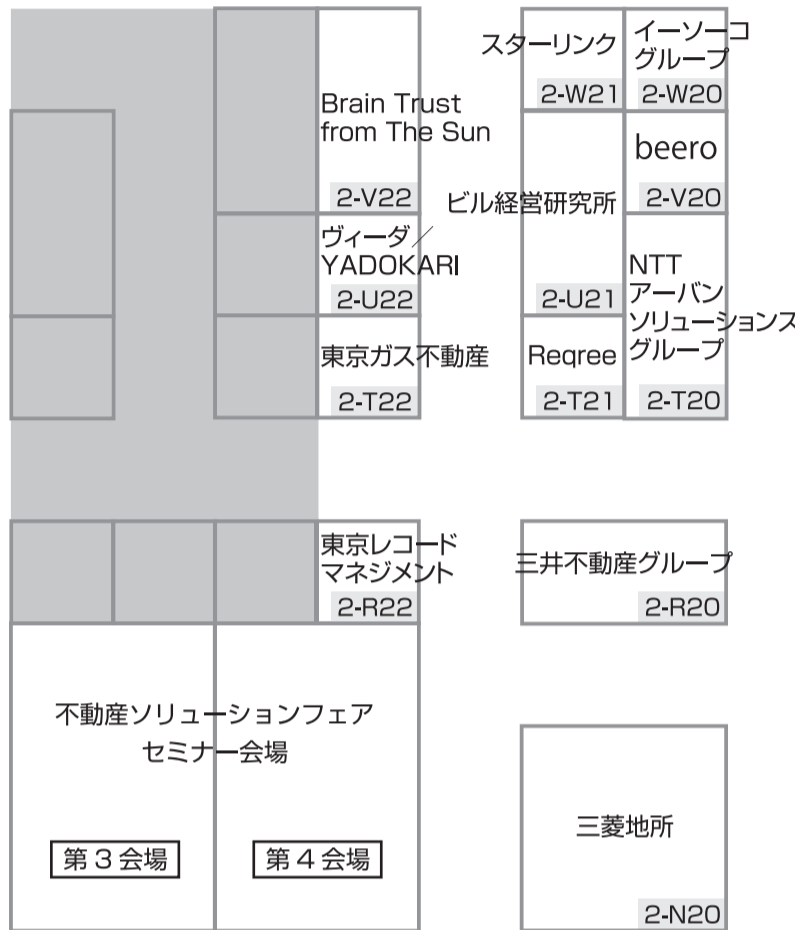 スターリンク
2-W21
イーソーコ
グループ
2-W20
Brain Trust
from The Sun
2-V22
beero
2-V20
ビル経営研究所
2-U21
ヴィーダ／
YADOKARI
2-U22
NTT
アーバン
ソリューションズ
グループ
2-T20
東京ガス不動産
2-T22
Reqree
2-T21
東京レコード
マネジメント
2-R22
三井不動産グループ
2-R20
不動産ソリューションフェア
セミナー会場
第3会場
第4会場
三菱地所
2-N20